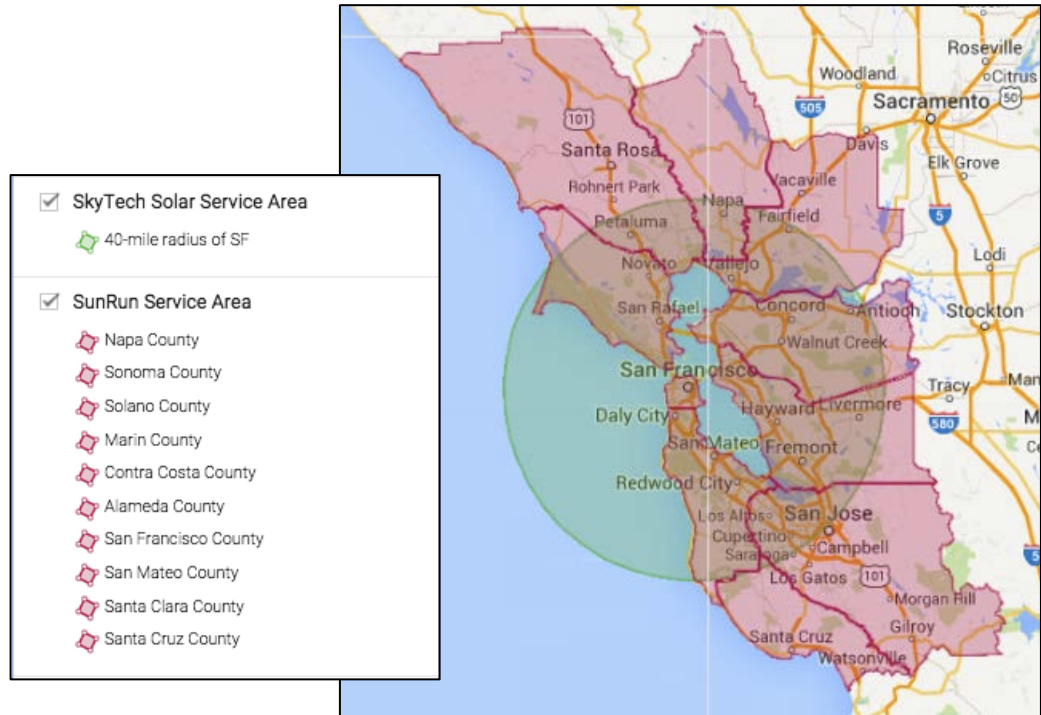 SkyTech Solar Service Area
40-mile radius of SF
SunRun Service Area
Napa County
Sonoma County
Solano County
Marin County
Contra Costa County
Alameda County
San Francisco County
San Mateo County
Santa Clara County
Santa Cruz County
Roseville
Woodland
Citrus
50
Sacramento
505
101
Davis
Santa Rosa
Elk Grove
Vacaville
Rohnert Park
Napa
5
Petaluma
Fairfield
Lodi
Novato
Vallejo
San Rafael
Concord
Antioch
Stockton
Walnut Creek
San Francisco
Tracy
Man
Daly City
Hayward
Livermore
580
M
San Mateo
Fremont
Ce
Redwood City
Los Altos
San Jose
Cupertino
Campbell
Saratoga
5
Los Gatos
101
Morgan Hill
Santa Cruz
Gilroy
Watsonville